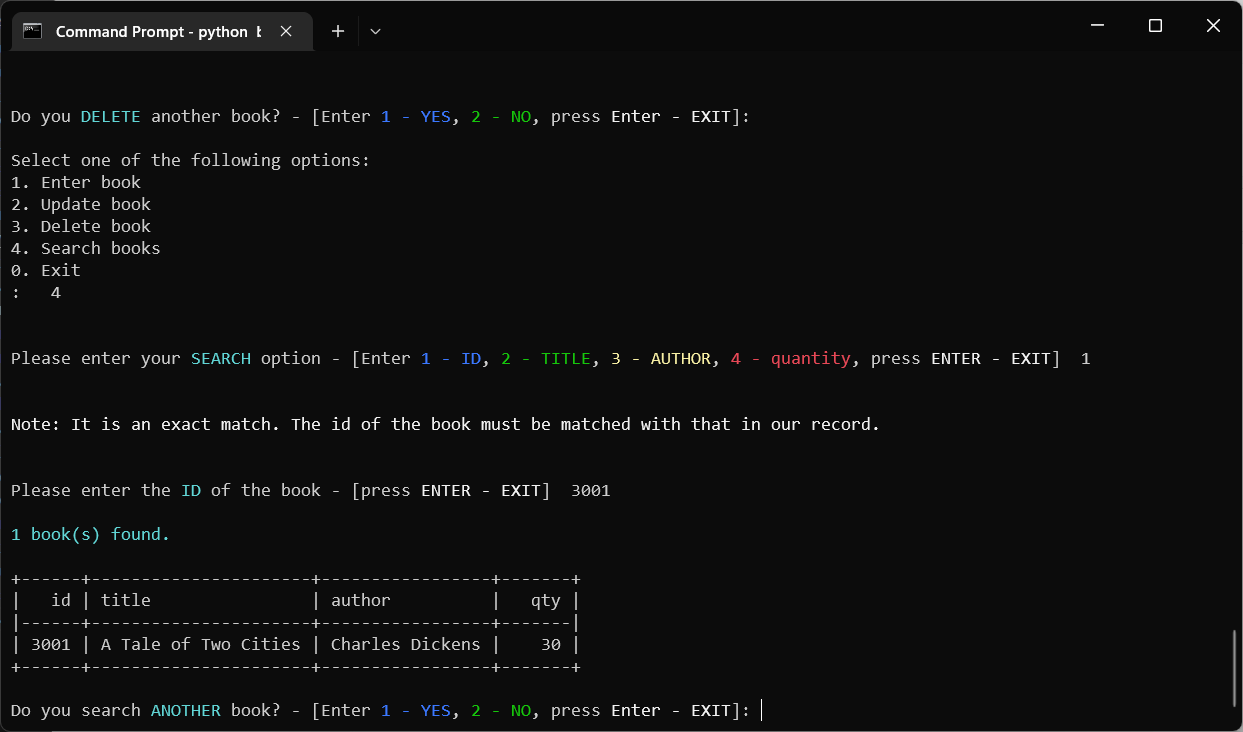 Command Prompt - python  b
Do you DELETE another book? - [Enter 1 - YES, 2 - NO, press Enter - EXIT]:
Select one of the following options:
1. Enter book
2. Update book
3. Delete book
4. Search books
0. Exit
:   4
Please enter your SEARCH option - [Enter 1 - ID, 2 - TITLE, 3 - AUTHOR, 4 - quantity, press ENTER - EXIT]  1
Note: It is an exact match. The id of the book must be matched with that in our record.
Please enter the ID of the book - [press ENTER - EXIT]  3001
1 book(s) found.
+------+----------------------+-----------------+-------+
|   id | title                | author          |   qty |
|------+----------------------+-----------------+-------|
| 3001 | A Tale of Two Cities | Charles Dickens |    30 |
+------+----------------------+-----------------+-------+
Do you search ANOTHER book? - [Enter 1 - YES, 2 - NO, press Enter - EXIT]: